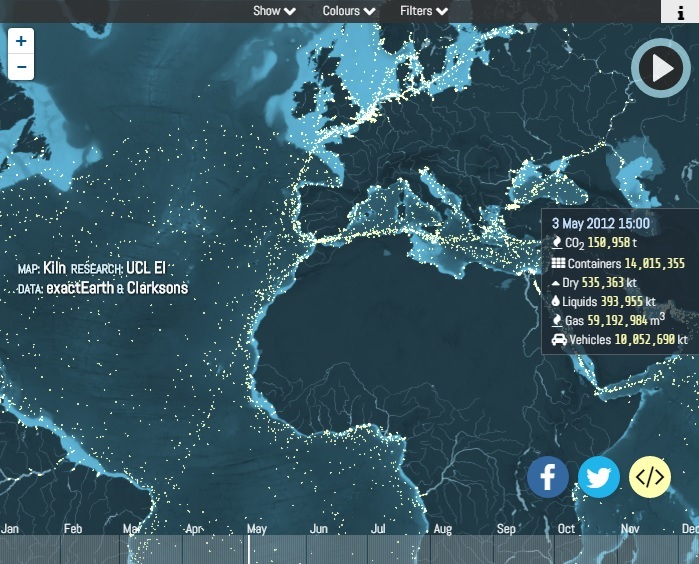 Show Colours Filters i
+
−
3 May 2012 15:00
CO2 150,958 t
Containers 14,015,355
Dry 535,363 kt
Liquids 393,955 kt
Gas 59,192,984 m3
Vehicles 10,052,690 kt
MAP: Kiln RESEARCH: UCL EI
DATA: exactEarth & Clarksons
f </>
Jan Feb Mar Apr May Jun Jul Aug Sep Oct Nov Dec